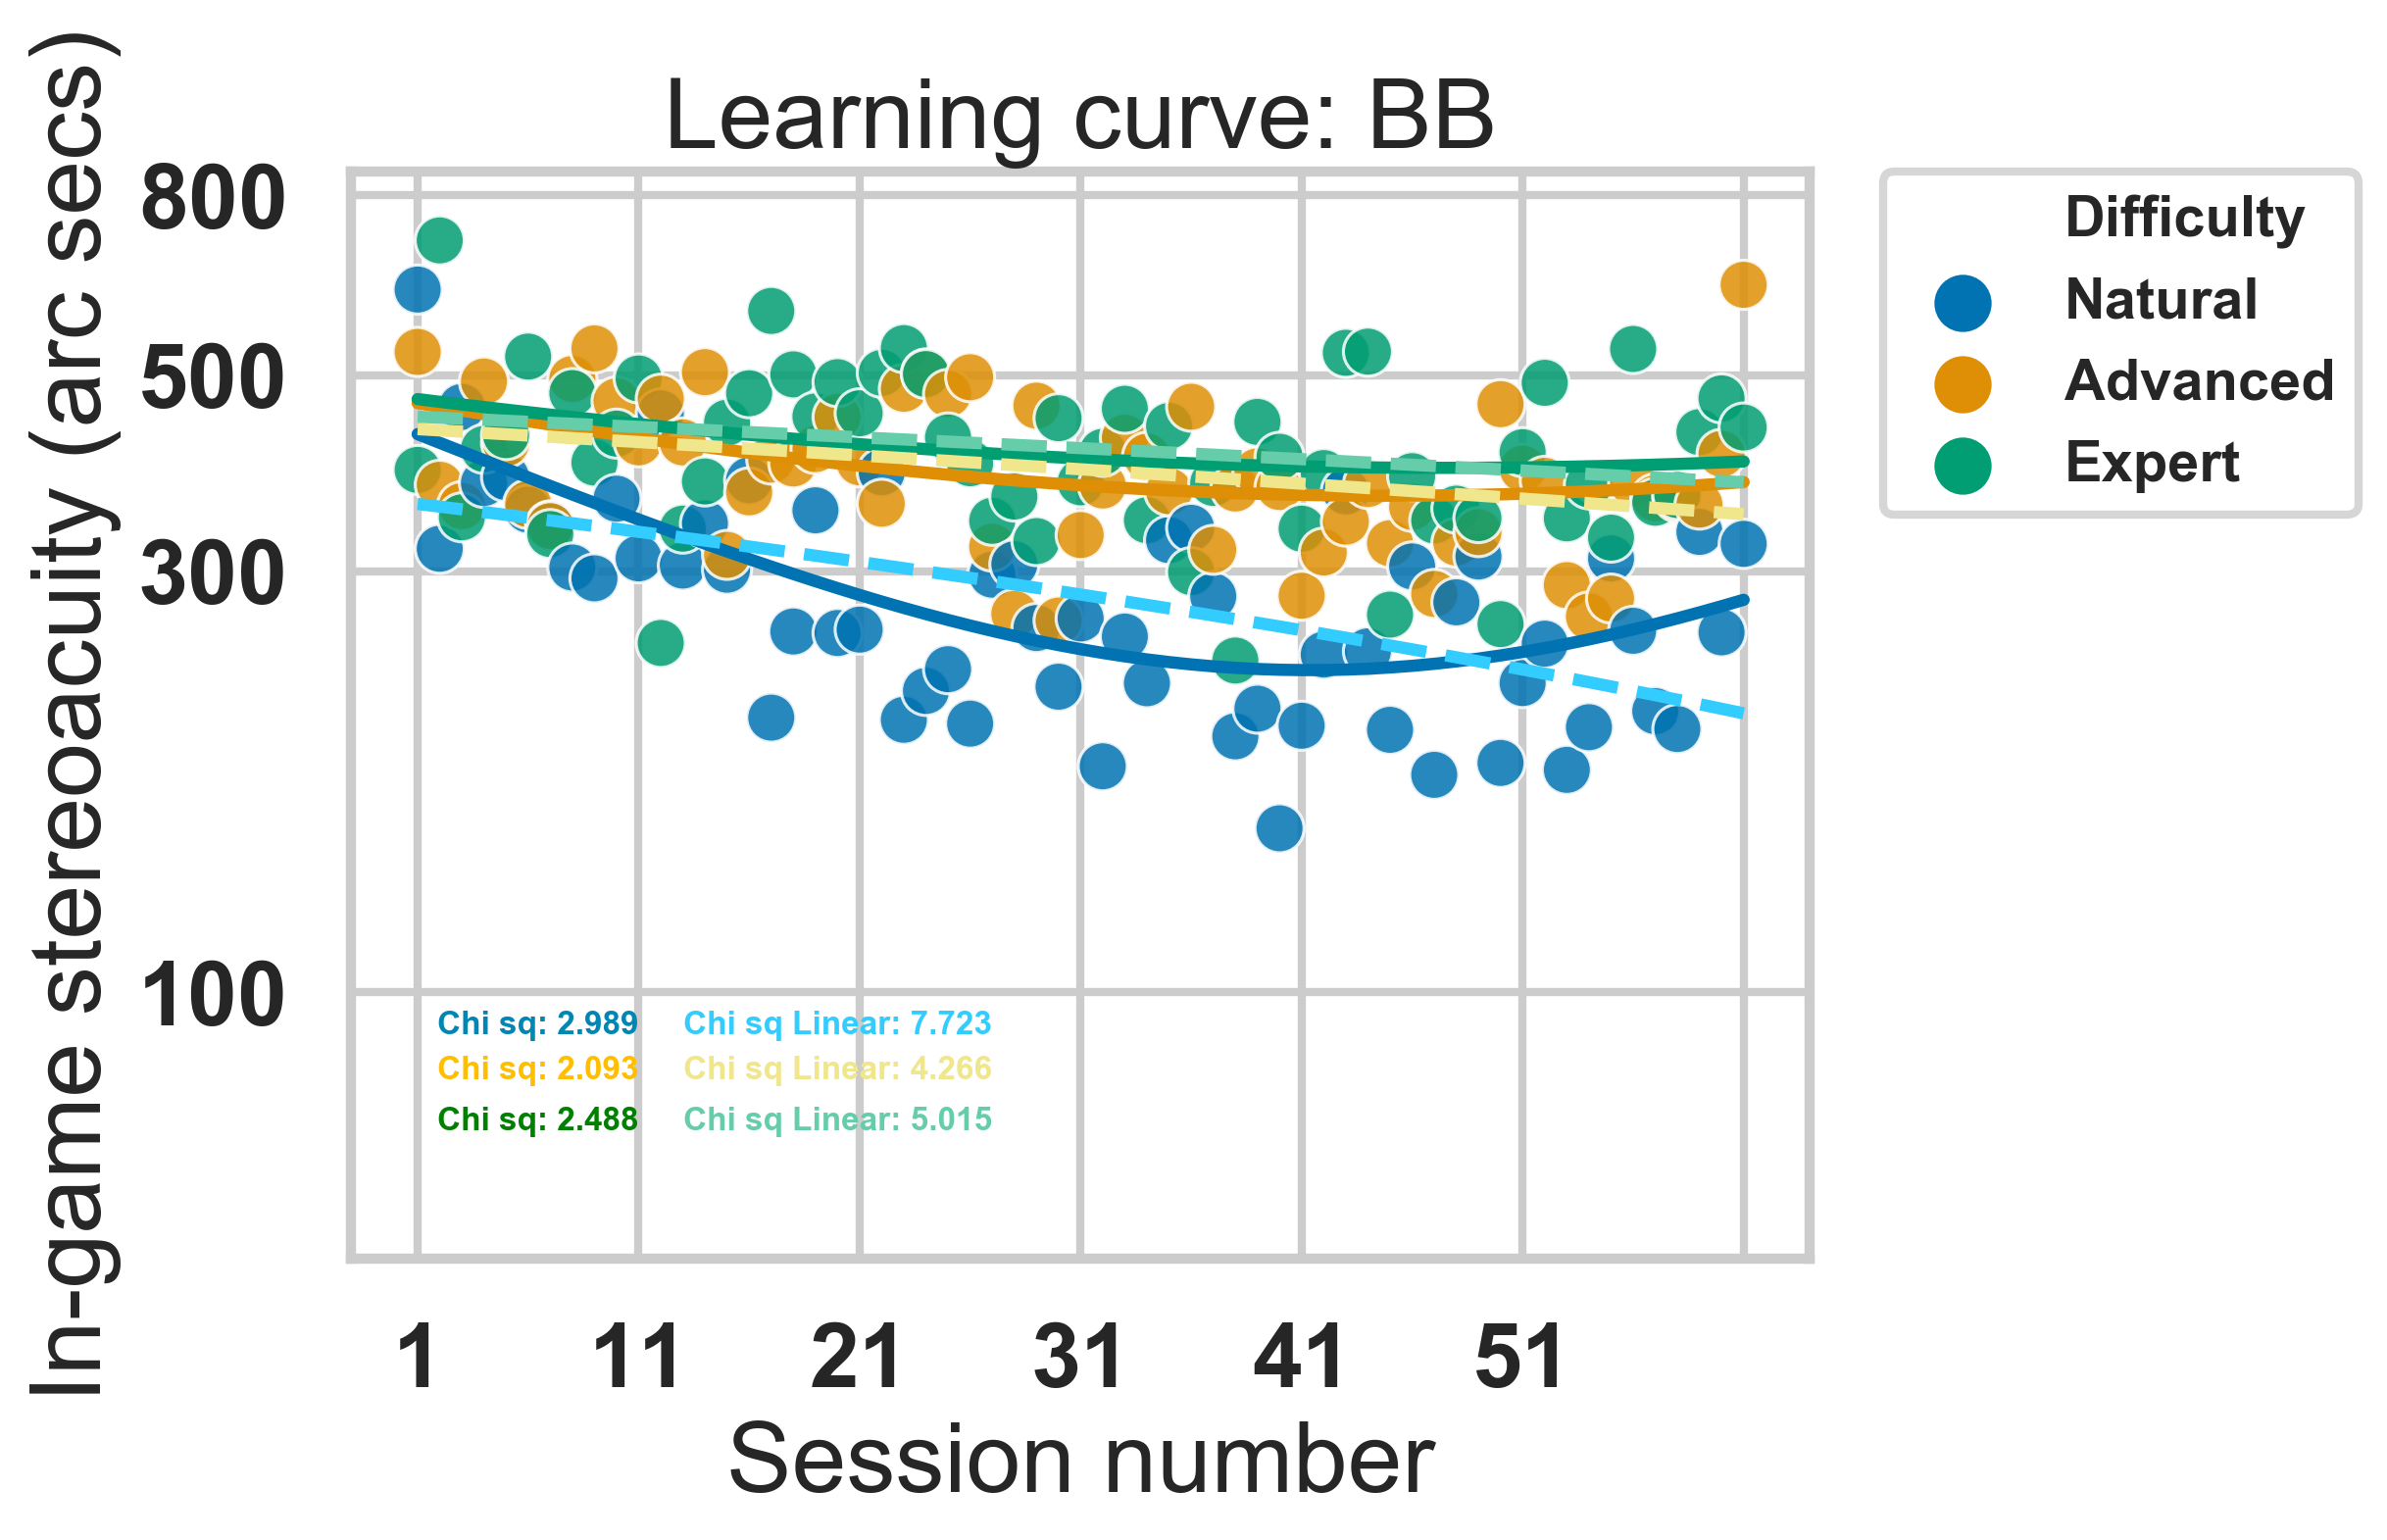 Learning curve: BB
In-game stereoacuity (arc secs)
800
500
300
100
Difficulty
Natural
Advanced
Expert
Chi sq: 2.989 Chi sq Linear: 7.723
Chi sq: 2.093 Chi sq Linear: 4.266
Chi sq: 2.488 Chi sq Linear: 5.015
1 11 21 31 41 51
Session number